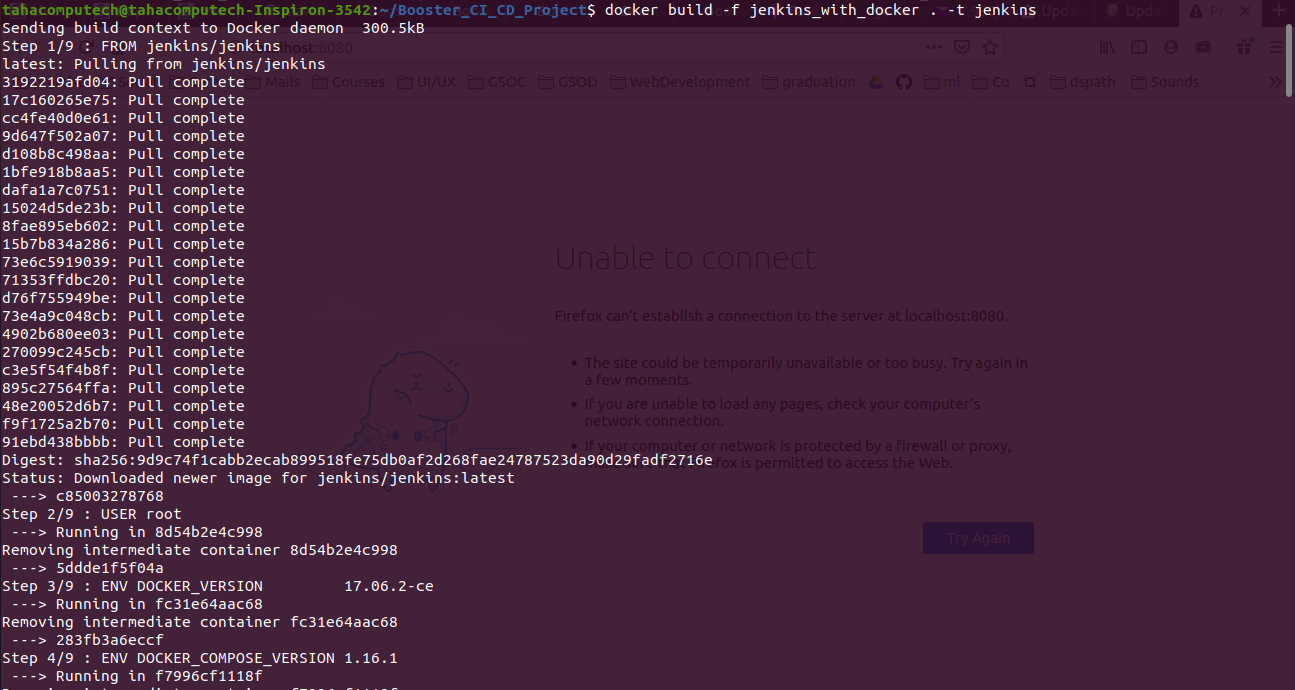 tahacomputech@tahacomputech-Inspiron-3542:~/Booster_CI_CD_Project$ docker build -f jenkins_with_docker . -t jenkins
Sending build context to Docker daemon  300.5kB
Step 1/9 : FROM jenkins/jenkins
latest: Pulling from jenkins/jenkins
3192219afd04: Pull complete
17c160265e75: Pull complete
cc4fe40d0e61: Pull complete
9d647f502a07: Pull complete
d108b8c498aa: Pull complete
1bfe918b8aa5: Pull complete
dafa1a7c0751: Pull complete
15024d5de23b: Pull complete
8fae895eb602: Pull complete
15b7b834a286: Pull complete
73e6c5919039: Pull complete
71353ffdbc20: Pull complete
d76f755949be: Pull complete
73e4a9c048cb: Pull complete
4902b680ee03: Pull complete
270099c245cb: Pull complete
c3e5f54f4b8f: Pull complete
895c27564ffa: Pull complete
48e20052d6b7: Pull complete
f9f1725a2b70: Pull complete
91ebd438bbbb: Pull complete
Digest: sha256:9d9c74f1cabb2ecab899518fe75db0af2d268fae24787523da90d29fadf2716e
Status: Downloaded newer image for jenkins/jenkins:latest
 ---> c85003278768
Step 2/9 : USER root
 ---> Running in 8d54b2e4c998
Removing intermediate container 8d54b2e4c998
 ---> 5ddde1f5f04a
Step 3/9 : ENV DOCKER_VERSION         17.06.2-ce
 ---> Running in fc31e64aac68
Removing intermediate container fc31e64aac68
 ---> 283fb3a6eccf
Step 4/9 : ENV DOCKER_COMPOSE_VERSION 1.16.1
 ---> Running in f7996cf1118f
localhost:8080
Mails Courses UI/UX GSOC GSOD WebDevelopment graduation ml Co dspath Sounds
Unable to connect
Firefox can't establish a connection to the server at localhost:8080.
The site could be temporarily unavailable or too busy. Try again in
a few moments.
If you are unable to load any pages, check your computer's
network connection.
If your computer or network is protected by a firewall or proxy,
is permitted to access the Web.
Try Again